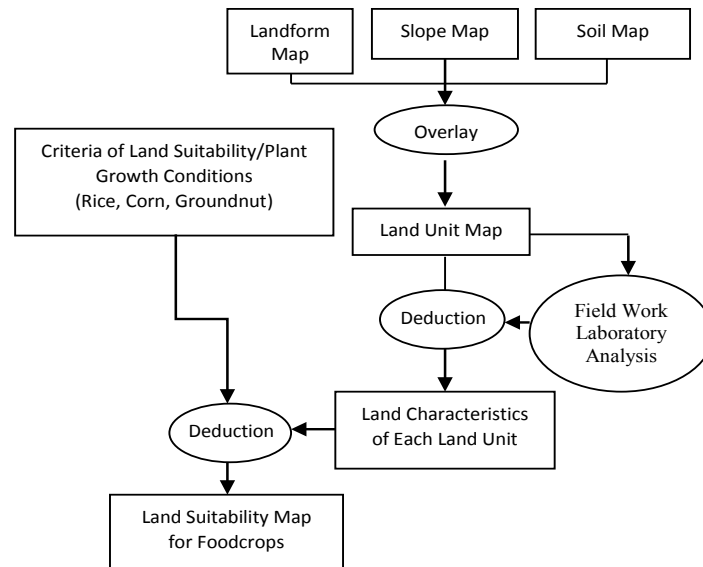 Landform
Map
Slope Map
Soil Map
Overlay
Criteria of Land Suitability/Plant
Growth Conditions
(Rice, Corn, Groundnut)
Land Unit Map
Deduction
Field Work
Laboratory
Analysis
Land Characteristics
of Each Land Unit
Deduction
Land Suitability Map
for Foodcrops